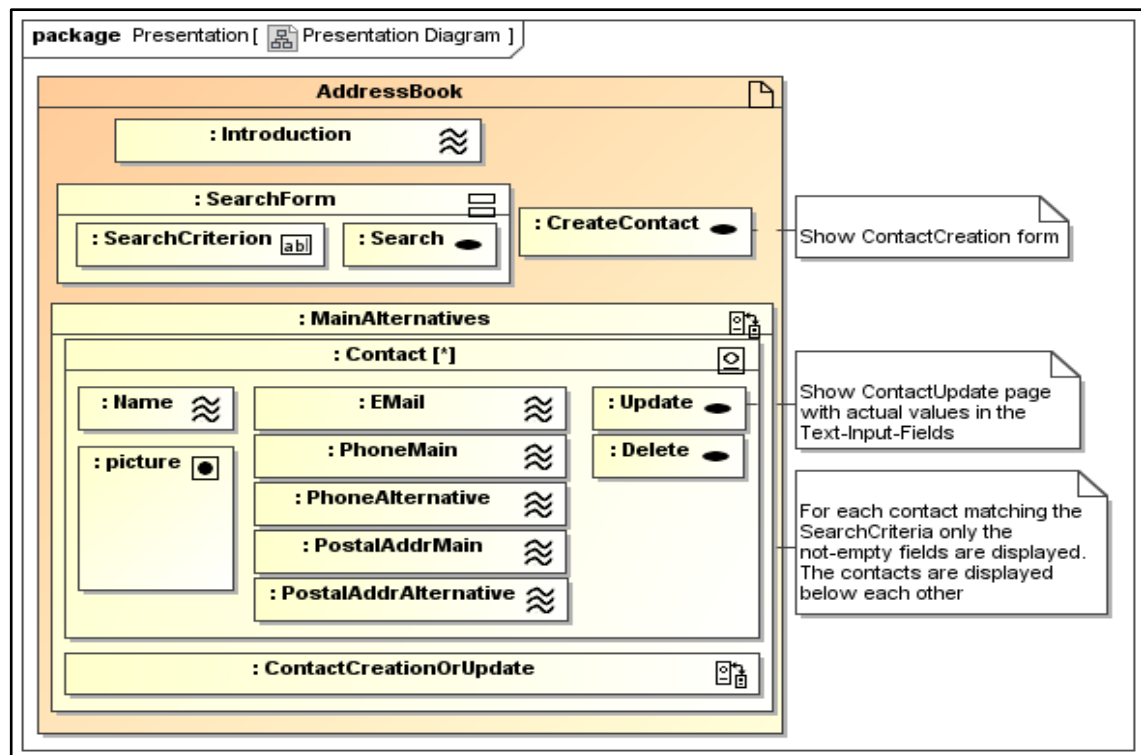 package Presentation [ Presentation Diagram ]
AddressBook
: Introduction
: SearchForm
: SearchCriterion
ab
: Search
: CreateContact
Show ContactCreation form
: MainAlternatives
: Contact [*]
: Name
: EMail
: Update
Show ContactUpdate page
with actual values in the
Text-Input-Fields
: picture
: PhoneMain
: Delete
: PhoneAlternative
: PostalAddrMain
: PostalAddrAlternative
For each contact matching the
SearchCriteria only the
not-empty fields are displayed.
The contacts are displayed
below each other
: ContactCreationOrUpdate